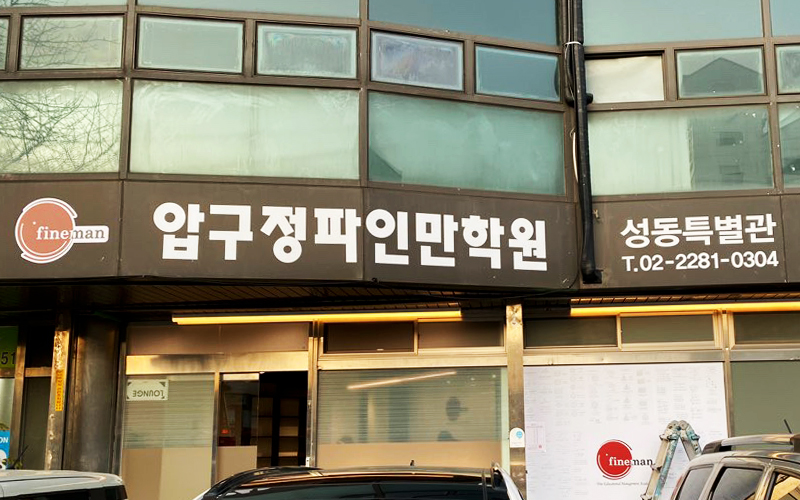 fineman
압구정파인만학원
성동특별관
T.02-2281-0304
LOUNGE
fineman